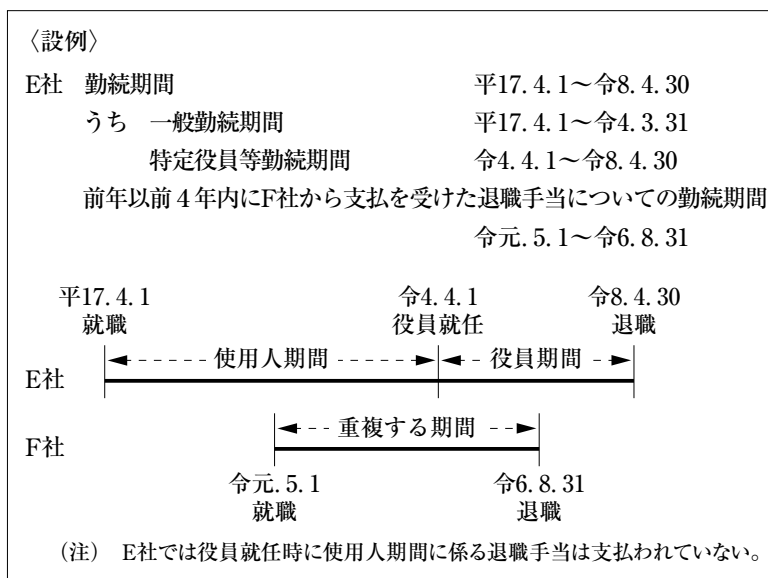 〈設例〉
E社 勤続期間 平17. 4. 1～令8. 4. 30
うち 一般勤続期間 平17. 4. 1～令4. 3. 31
特定役員等勤続期間 令4. 4. 1～令8. 4. 30
前年以前4年内にF社から支払を受けた退職手当についての勤続期間
令元. 5. 1～令6. 8. 31
平17. 4. 1 令4. 4. 1 令8. 4. 30
就職 役員就任 退職
使用人期間 役員期間
E社
重複する期間
F社
令元. 5. 1 令6. 8. 31
就職 退職
(注) E社では役員就任時に使用人期間に係る退職手当は支払われていない。